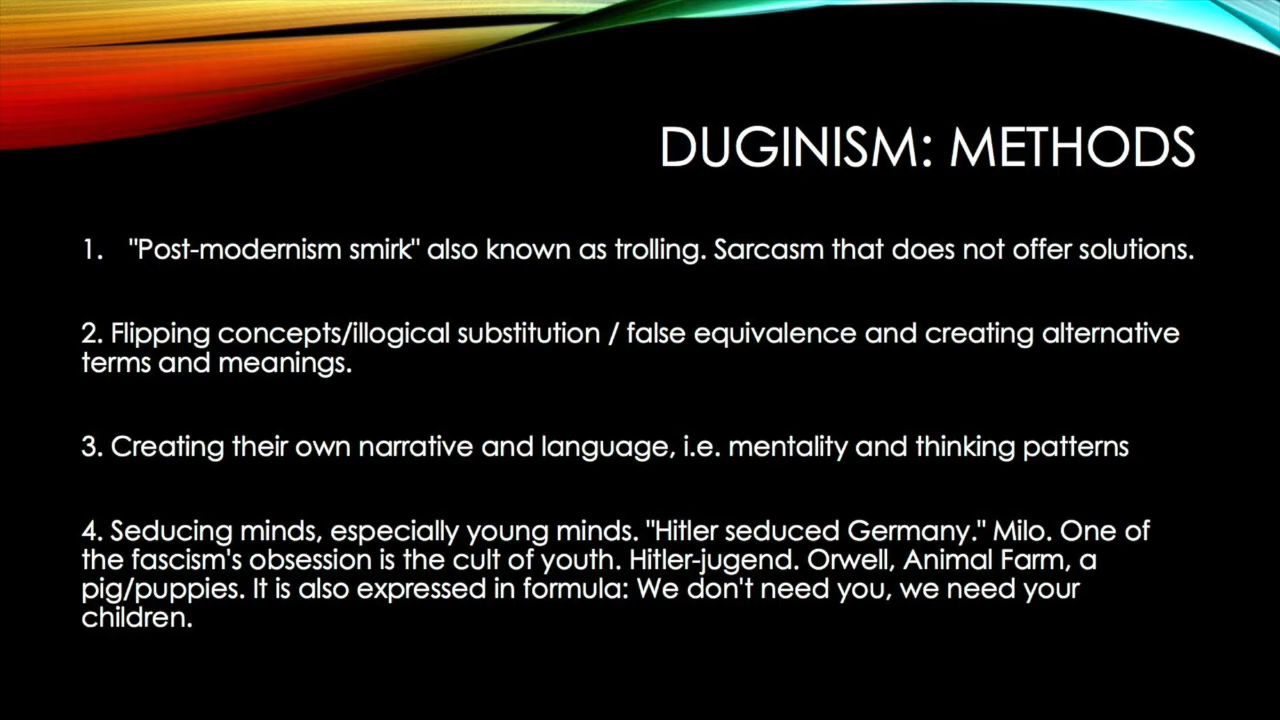 DUGINISM: METHODS
1. "Post-modernism smirk" also known as trolling. Sarcasm that does not offer solutions.
2. Flipping concepts/illogical substitution / false equivalence and creating alternative
terms and meanings.
3. Creating their own narrative and language, i.e. mentality and thinking patterns
4. Seducing minds, especially young minds. "Hitler seduced Germany." Milo. One of
the fascism's obsession is the cult of youth. Hitler-jugend. Orwell, Animal Farm, a
pig/puppies. It is also expressed in formula: We don't need you, we need your
children.